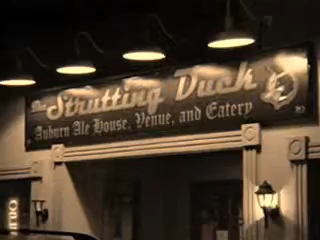 The Strutting Duck
Auburn Ale House, Venue, and Eatery